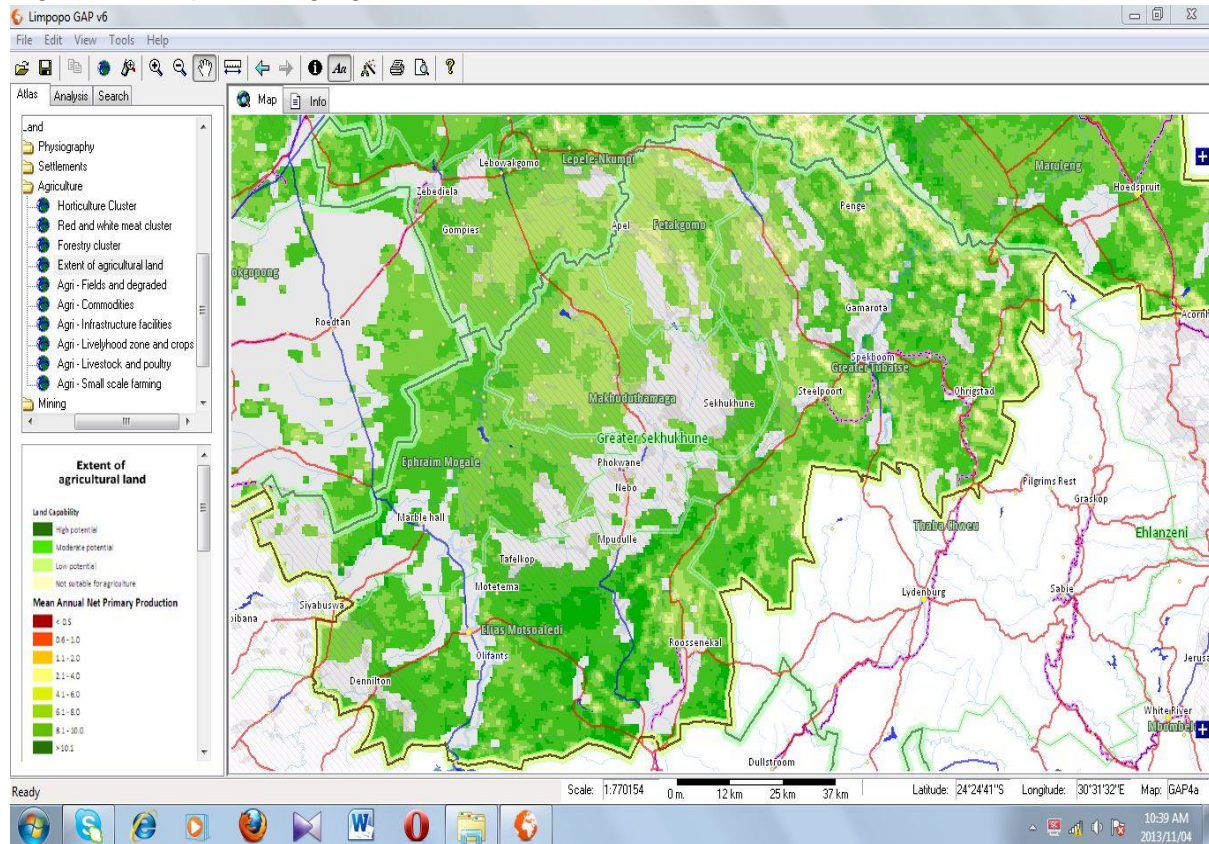 Limpopo GAP v6
File Edit View Tools Help
Atlas Analysis Search
Map Info
Land
Physiography
Settlements
Agriculture
Horticulture Cluster
Red and white meat cluster
Forestry cluster
Extent of agricultural land
Agri - Fields and degraded
Agri - Commodities
Agri - Infrastructure facilities
Agri - Livelyhood zone and crops
Agri - Livestock and poultry
Agri - Small scale farming
Mining
Extent of
agricultural land
Land Capability
High potential
Moderate potential
Low potential
Not suitable for agriculture
Mean Annual Net Primary Production
< 0.5
0.6 - 1.0
1.1 - 2.0
2.1 - 4.0
4.1 - 6.0
6.1 - 8.0
8.1 - 10.0
> 10.1
Lebowakgomo
Lepele-Nkumpi
Maruleng
Zebediela
Hoedspruit
Penge
Gompies
Apel
Fetakgomo
okgopong
Gamarota
Acornh
Roedtan
Spekboom
Greater Tubatse
Steelpoort
Ohrigstad
Makhuduthamaga
Sekhukhune
Greater Sekhukhune
Ephraim Mogale
Phokwane
Nebo
Pilgrims Rest
Graskop
Marble hall
Thaba Chweu
Ehlanzeni
Mpudulle
Tafelkop
Motetema
Siyabuswa
Lydenburg
Sabie
bibana
Elias Motsoaledi
Roossenekal
Olifants
Jerusa
Dennilton
White River
Mbombel
Dullstroom
Ready
Scale: 1:770154 0 m. 12 km 25 km 37 km Latitude: 24°24'41"S Longitude: 30°31'32"E Map: GAP4a
10:39 AM
2013/11/04